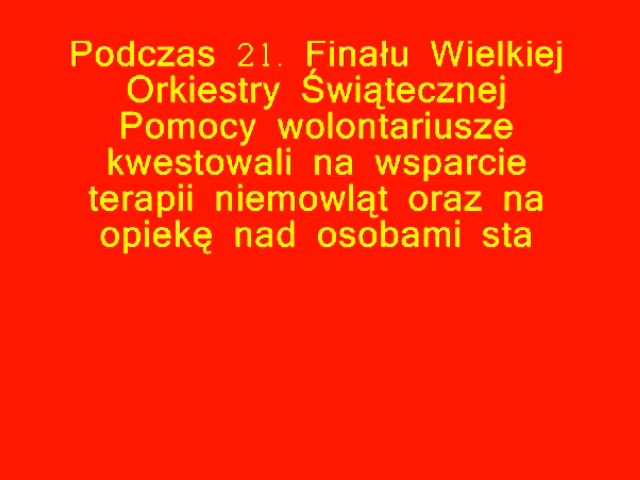 Podczas 21. Finału Wielkiej
Orkiestry Świątecznej
Pomocy wolontariusze
kwestowali na wsparcie
terapii niemowląt oraz na
opiekę nad osobami sta